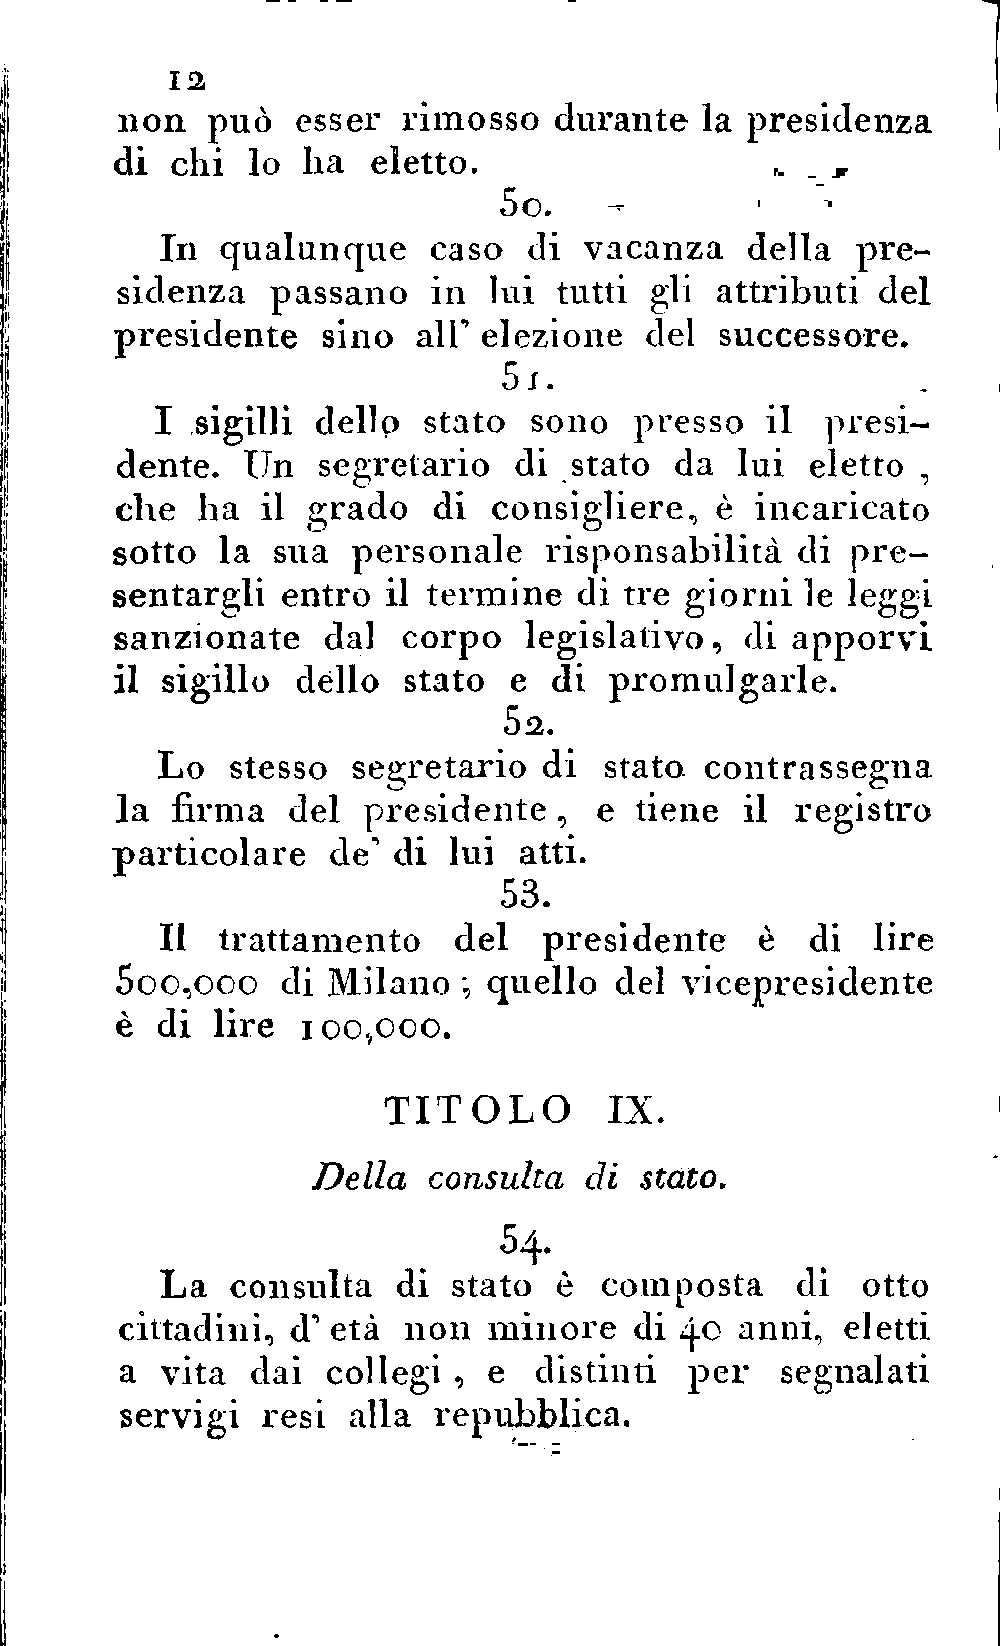 12
non può esser rimosso durante la presidenza
di chi lo ha eletto.
50.
In qualunque caso di vacanza della pre-
sidenza passano in lui tutti gli attributi del
presidente sino all' elezione del successore.
51.
I sigilli dello stato sono presso il presi-
dente. Un segretario di stato da lui eletto ,
che ha il grado di consigliere, è incaricato
sotto la sua personale risponsabilità di pre-
sentargli entro il termine di tre giorni le leggi
sanzionate dal corpo legislativo, di apporvi
il sigillo dello stato e di promulgarle.
52.
Lo stesso segretario di stato contrassegna
la firma del presidente, e tiene il registro
particolare de' di lui atti.
53.
Il trattamento del presidente è di lire
500,000 di Milano ; quello del vicepresidente
è di lire 100,000.
TITOLO IX.
Della consulta di stato.
54.
La consulta di stato è composta di otto
cittadini, d' età non minore di 40 anni, eletti
a vita dai collegi , e distinti per segnalati
servigi resi alla repubblica.